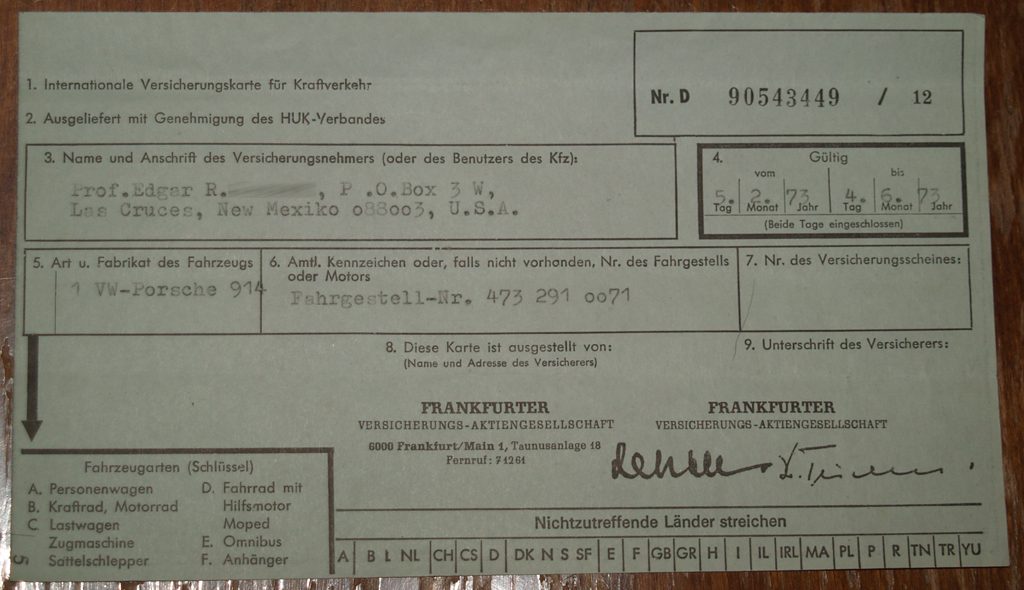 1. Internationale Versicherungskarte für Kraftverkehr
2. Ausgeliefert mit Genehmigung des HUK-Verbandes
Nr. D 90543449 / 12
3. Name und Anschrift des Versicherungsnehmers (oder des Benutzers des Kfz):
Prof.Edgar R. , P .O.Box 3 W,
Las Cruces, New Mexiko o88oo3, U.S.A.
4. Gültig
vom bis
5. 2. 73 4. 6. 73
Tag Monat Jahr Tag Monat Jahr
(Beide Tage eingeschlossen)
5. Art u. Fabrikat des Fahrzeugs
1 VW-Porsche 914
6. Amtl. Kennzeichen oder, falls nicht vorhanden, Nr. des Fahrgestells
oder Motors
Fahrgestell-Nr. 473 291 oo71
7. Nr. des Versicherungsscheines:
8. Diese Karte ist ausgestellt von:
(Name und Adresse des Versicherers)
FRANKFURTER
VERSICHERUNGS-AKTIENGESELLSCHAFT
6000 Frankfurt/Main 1, Taunusanlage 18
Fernruf: 71261
9. Unterschrift des Versicherers:
FRANKFURTER
VERSICHERUNGS-AKTIENGESELLSCHAFT
Fahrzeugarten (Schlüssel)
A. Personenwagen
B. Kraftrad, Motorrad
C Lastwagen
Zugmaschine
Sattelschlepper
D. Fahrrad mit
Hilfsmotor
Moped
E. Omnibus
F. Anhänger
5
Nichtzutreffende Länder streichen
A B L NL CH CS D DK N S SF E F GB GR H I IL IRL MA PL P R TN TR YU